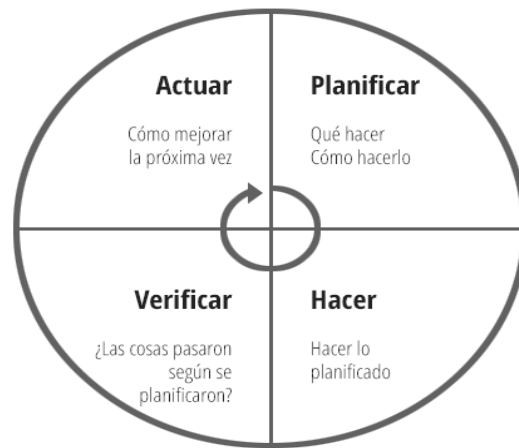 Actuar
Cómo mejorar
la próxima vez
Planificar
Qué hacer
Cómo hacerlo
Verificar
¿Las cosas pasaron
según se
planificaron?
Hacer
Hacer lo
planificado